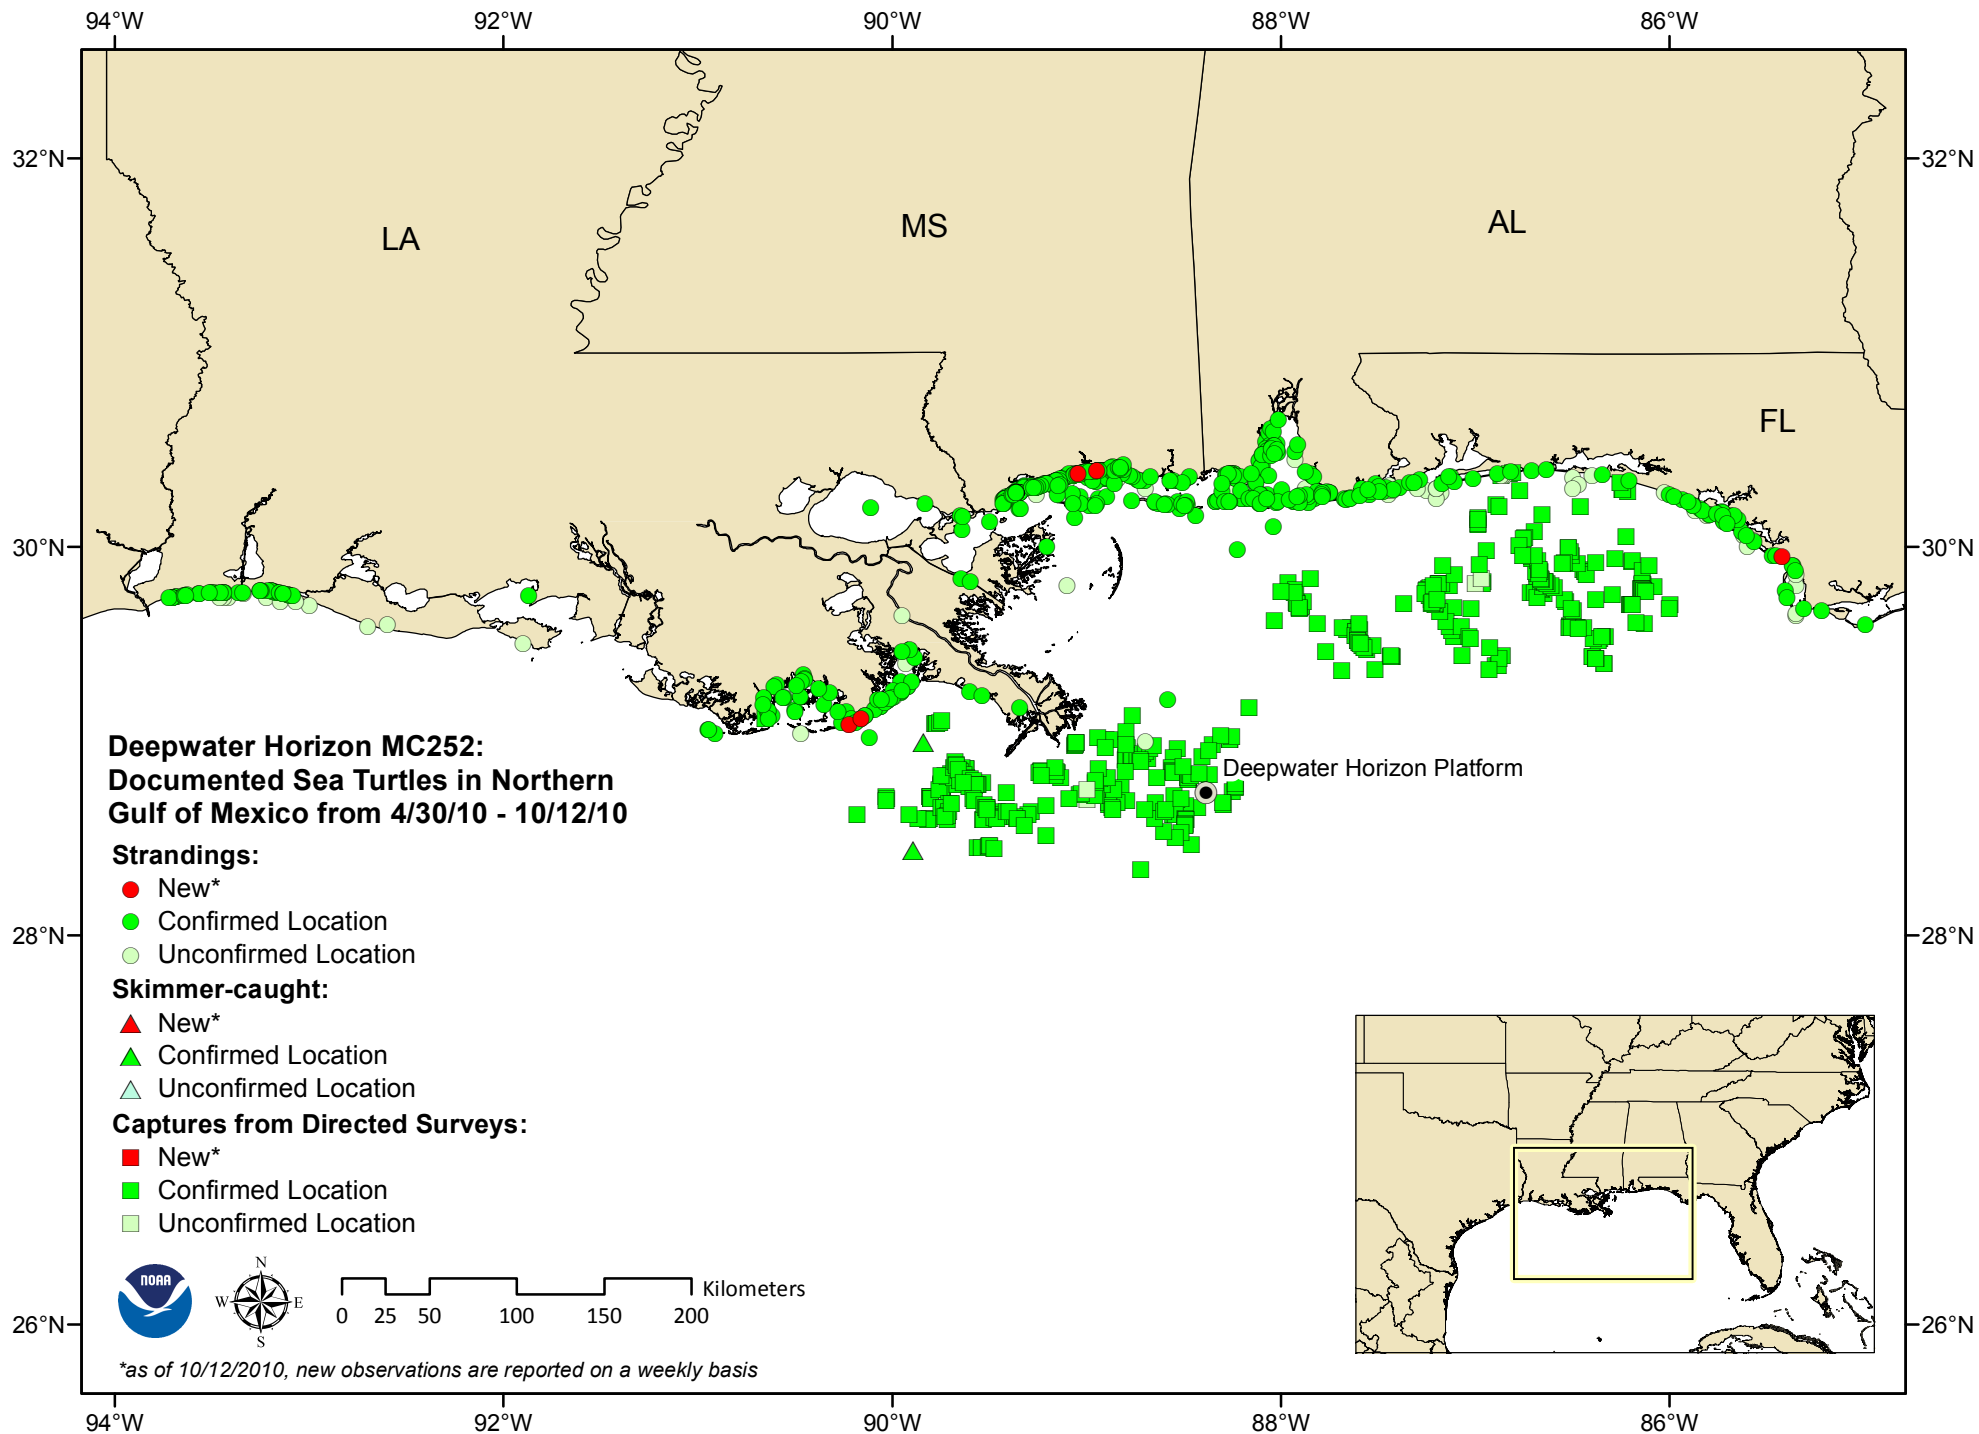 94°W 92°W 90°W 88°W 86°W
32°N 32°N
LA MS AL
FL
30°N 30°N
Deepwater Horizon Platform
Deepwater Horizon MC252:
Documented Sea Turtles in Northern
Gulf of Mexico from 4/30/10 - 10/12/10
Strandings:
New*
Confirmed Location
Unconfirmed Location
28°N 28°N
Skimmer-caught:
New*
Confirmed Location
Unconfirmed Location
Captures from Directed Surveys:
New*
Confirmed Location
Unconfirmed Location
NOAA
N
W E
S
Kilometers
0 25 50 100 150 200
26°N 26°N
*as of 10/12/2010, new observations are reported on a weekly basis
94°W 92°W 90°W 88°W 86°W